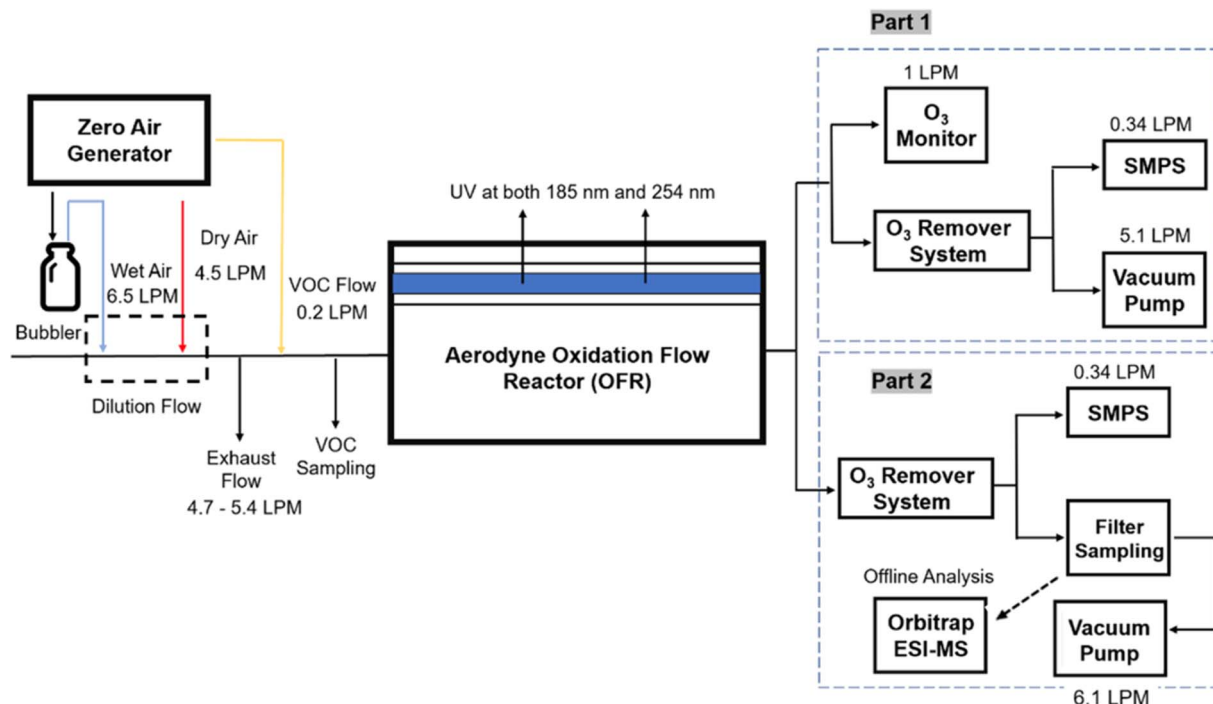 Part 1
1 LPM
O₃
Monitor
0.34 LPM
SMPS
O₃ Remover
System
5.1 LPM
Vacuum
Pump
Zero Air
Generator
Bubbler
Wet Air
6.5 LPM
Dry Air
4.5 LPM
VOC Flow
0.2 LPM
Dilution Flow
Exhaust
Flow
4.7 - 5.4 LPM
VOC
Sampling
UV at both 185 nm and 254 nm
Aerodyne Oxidation Flow
Reactor (OFR)
Part 2
0.34 LPM
SMPS
O₃ Remover
System
Filter
Sampling
Offline Analysis
Orbitrap
ESI-MS
Vacuum
Pump
6.1 LPM